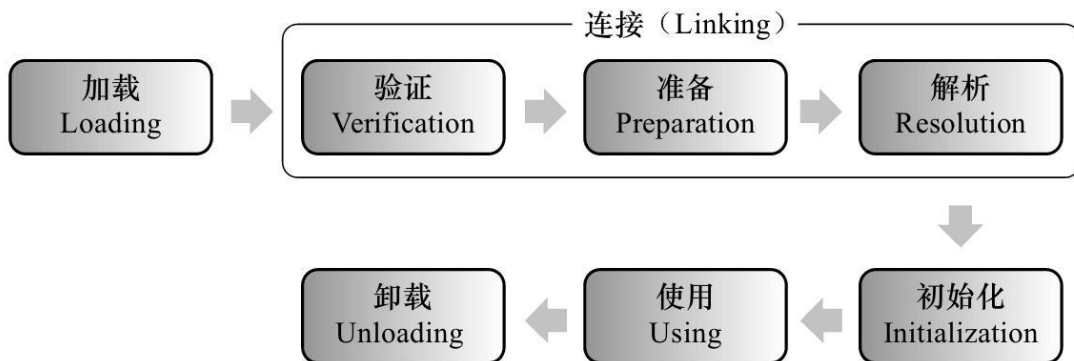 连接（Linking）
加载
Loading
验证
Verification
准备
Preparation
解析
Resolution
初始化
Initialization
使用
Using
卸载
Unloading